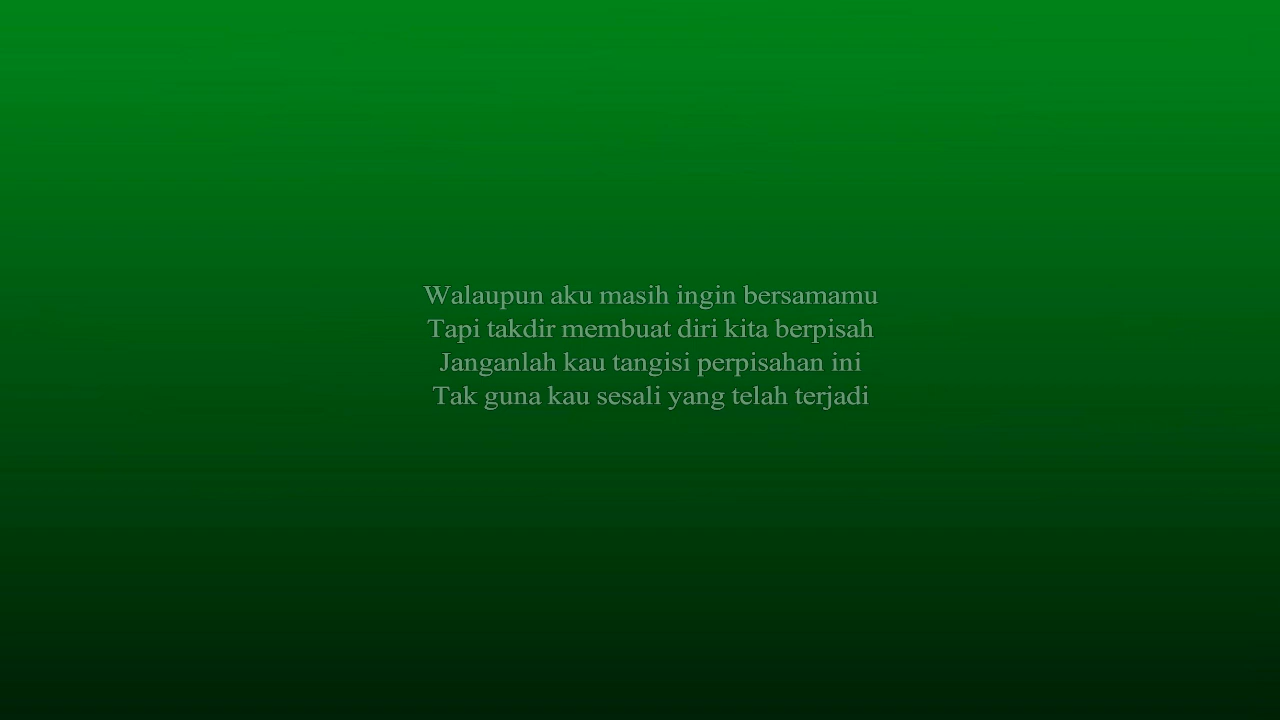 Walaupun aku masih ingin bersamamu
Tapi takdir membuat diri kita berpisah
Janganlah kau tangisi perpisahan ini
Tak guna kau sesali yang telah terjadi